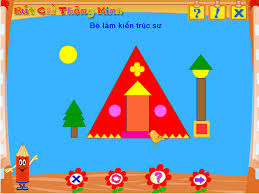 Bút Chì Thông Minh
Bé làm kiến trúc sư